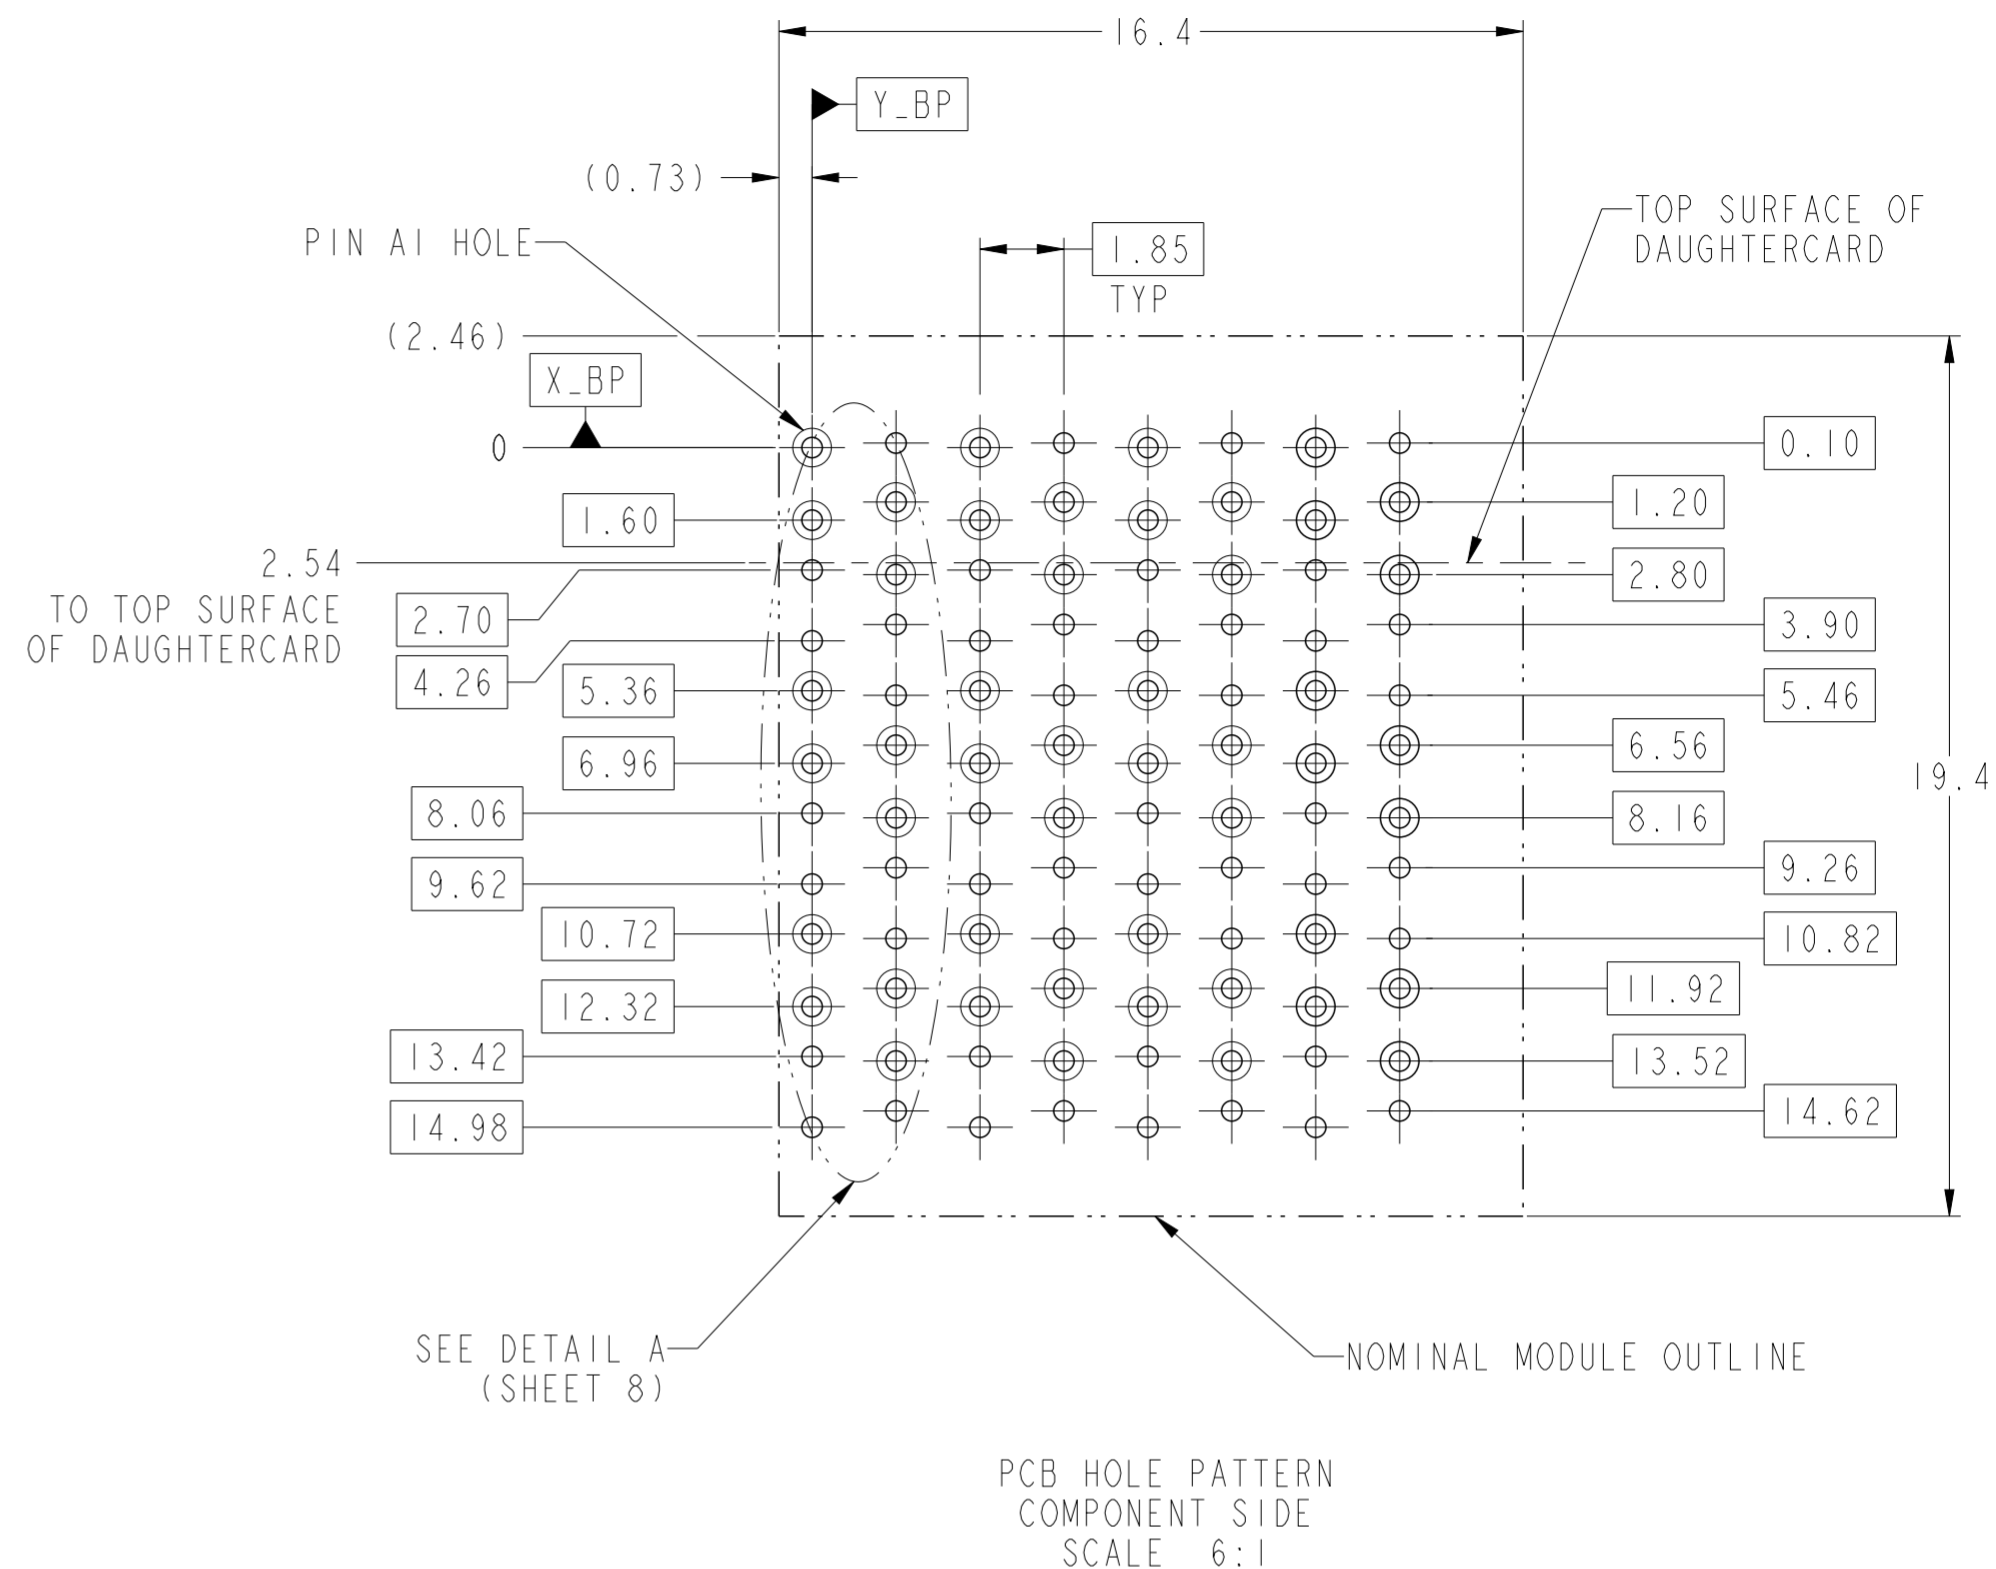 16.4
Y_BP
(0.73)
PIN A1 HOLE
1.85
TYP
TOP SURFACE OF
DAUGHTERCARD
(2.46)
X_BP
0
0.10
1.60
1.20
2.54
TO TOP SURFACE
OF DAUGHTERCARD
2.70
2.80
4.26
3.90
5.36
5.46
6.96
6.56
19.4
8.06
8.16
9.62
9.26
10.72
10.82
12.32
11.92
13.42
13.52
14.98
14.62
SEE DETAIL A
(SHEET 8)
NOMINAL MODULE OUTLINE
PCB HOLE PATTERN
COMPONENT SIDE
SCALE 6:1